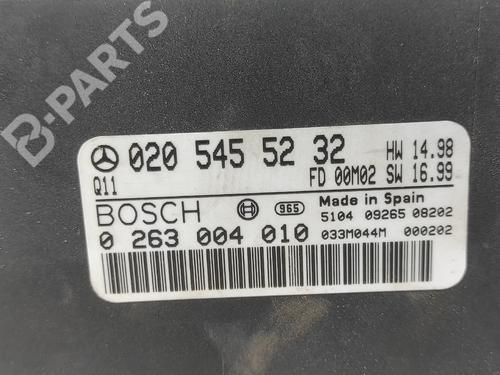 B-PARTS
020 545 52 32 HW 14.98
Q11 FD 00M02 SW 16.99
BOSCH 965 Made in Spain
5104 09265 08202
0 263 004 010 033M044M 000202